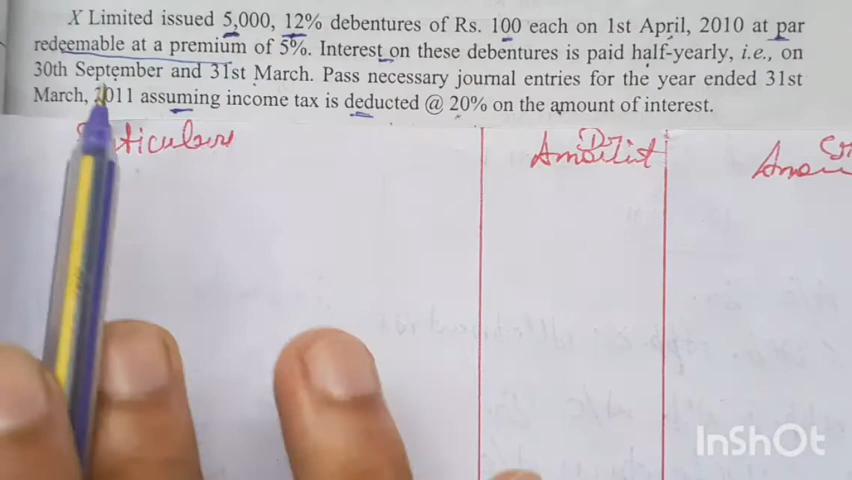 X Limited issued 5,000, 12% debentures of Rs. 100 each on 1st April, 2010 at par
redeemable at a premium of 5%. Interest on these debentures is paid half-yearly, i.e., on
30th September and 31st March. Pass necessary journal entries for the year ended 31st
March, 2011 assuming income tax is deducted @ 20% on the amount of interest.
Dr
Cr
InShOt